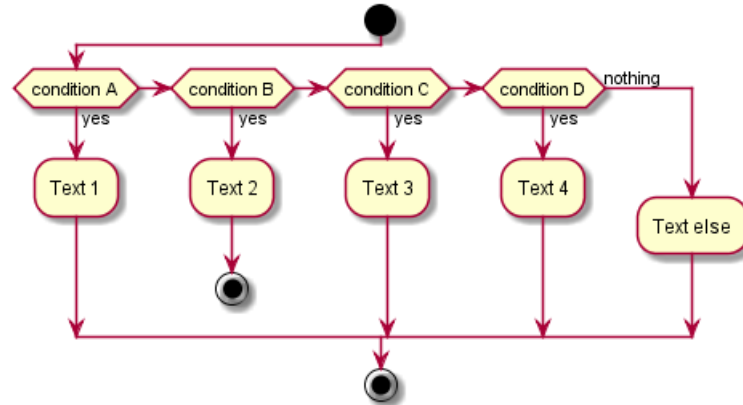 condition A
condition B
condition C
condition D
nothing
yes
yes
yes
yes
Text 1
Text 2
Text 3
Text 4
Text else